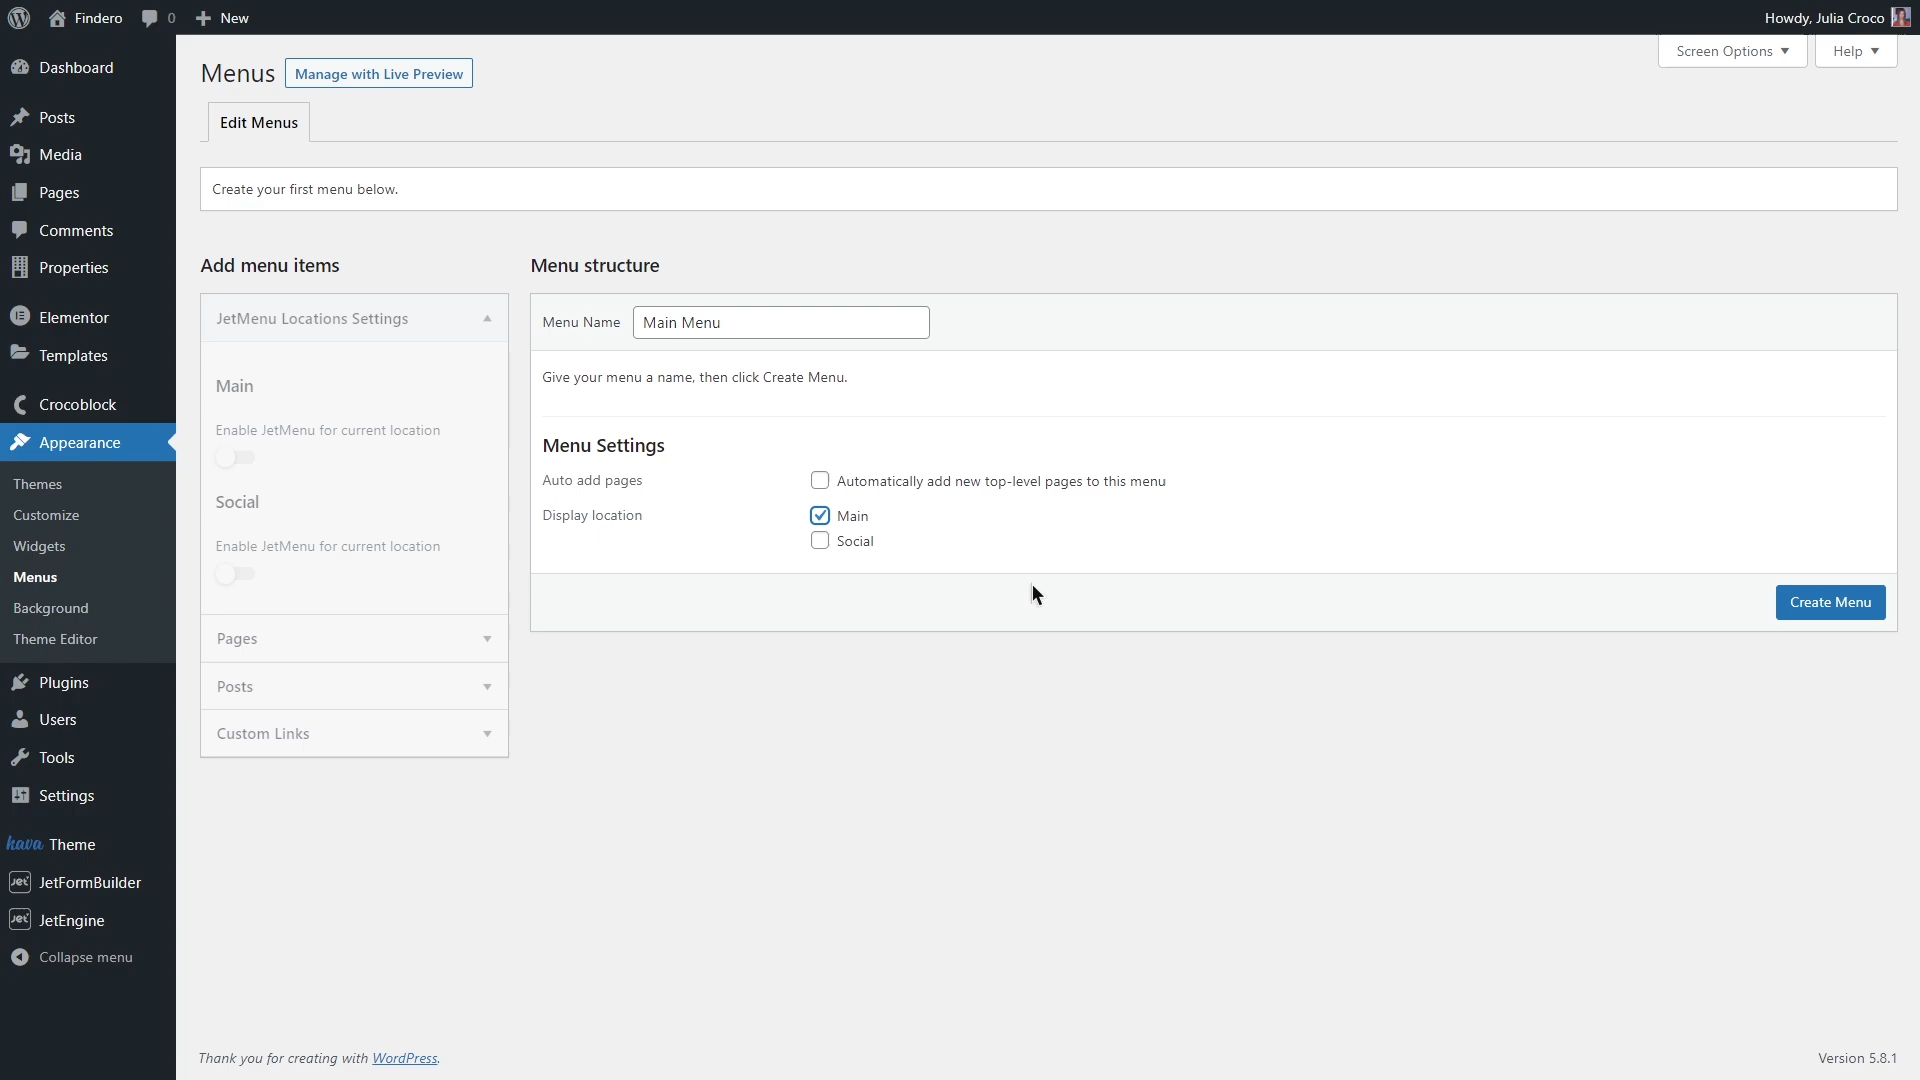 Findero
0
New
Howdy, Julia Croco
Dashboard
Posts
Media
Pages
Comments
Properties
Elementor
Templates
Crocoblock
Appearance
Themes
Customize
Widgets
Menus
Background
Theme Editor
Plugins
Users
Tools
Settings
kava Theme
Jet JetFormBuilder
Jet JetEngine
Collapse menu
Screen Options
Help
Menus
Manage with Live Preview
Edit Menus
Create your first menu below.
Add menu items
JetMenu Locations Settings
Main
Enable JetMenu for current location
Social
Enable JetMenu for current location
Pages
Posts
Custom Links
Menu structure
Menu Name Main Menu
Give your menu a name, then click Create Menu.
Menu Settings
Auto add pages Automatically add new top-level pages to this menu
Display location Main
Social
Create Menu
Thank you for creating with WordPress.
Version 5.8.1